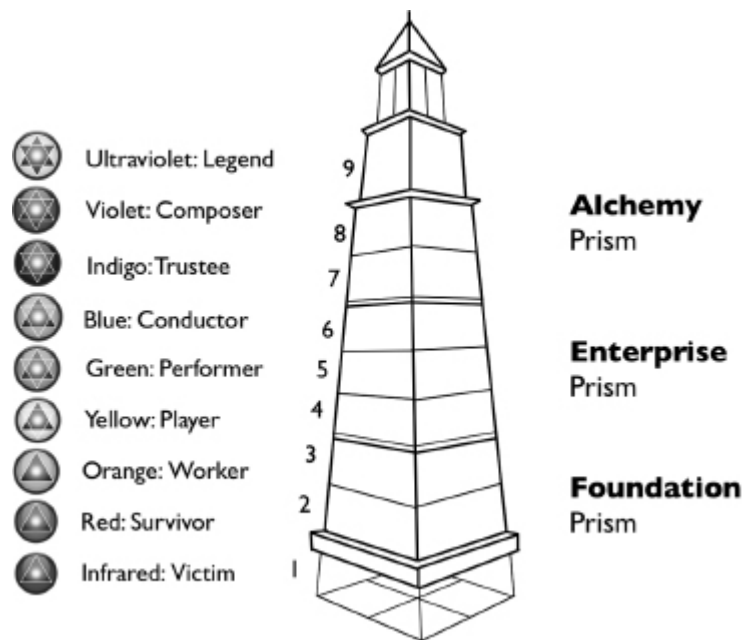 Ultraviolet: Legend
Violet: Composer
Indigo: Trustee
Blue: Conductor
Green: Performer
Yellow: Player
Orange: Worker
Red: Survivor
Infrared: Victim
9
8
7
6
5
4
3
2
1
Alchemy
Prism
Enterprise
Prism
Foundation
Prism